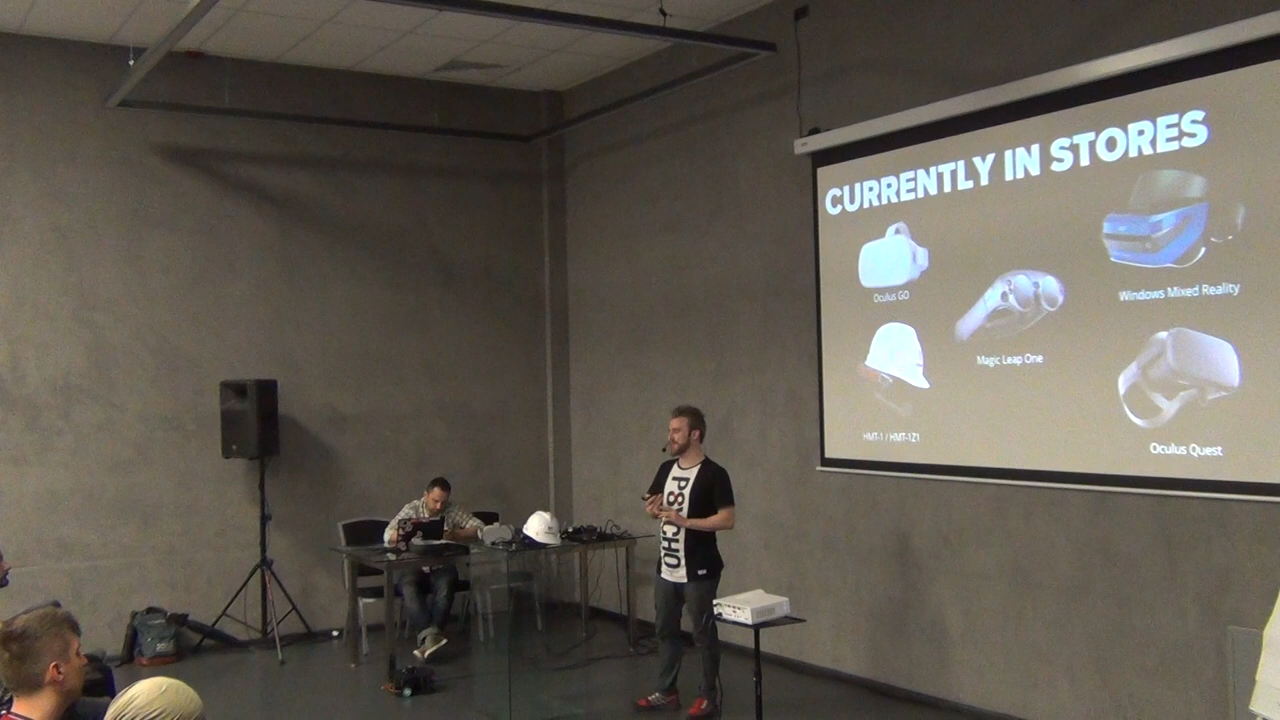 CURRENTLY IN STORES
Oculus GO
Windows Mixed Reality
Magic Leap One
HMT-1 / HMT-1Z1
Oculus Quest
P8YCHO